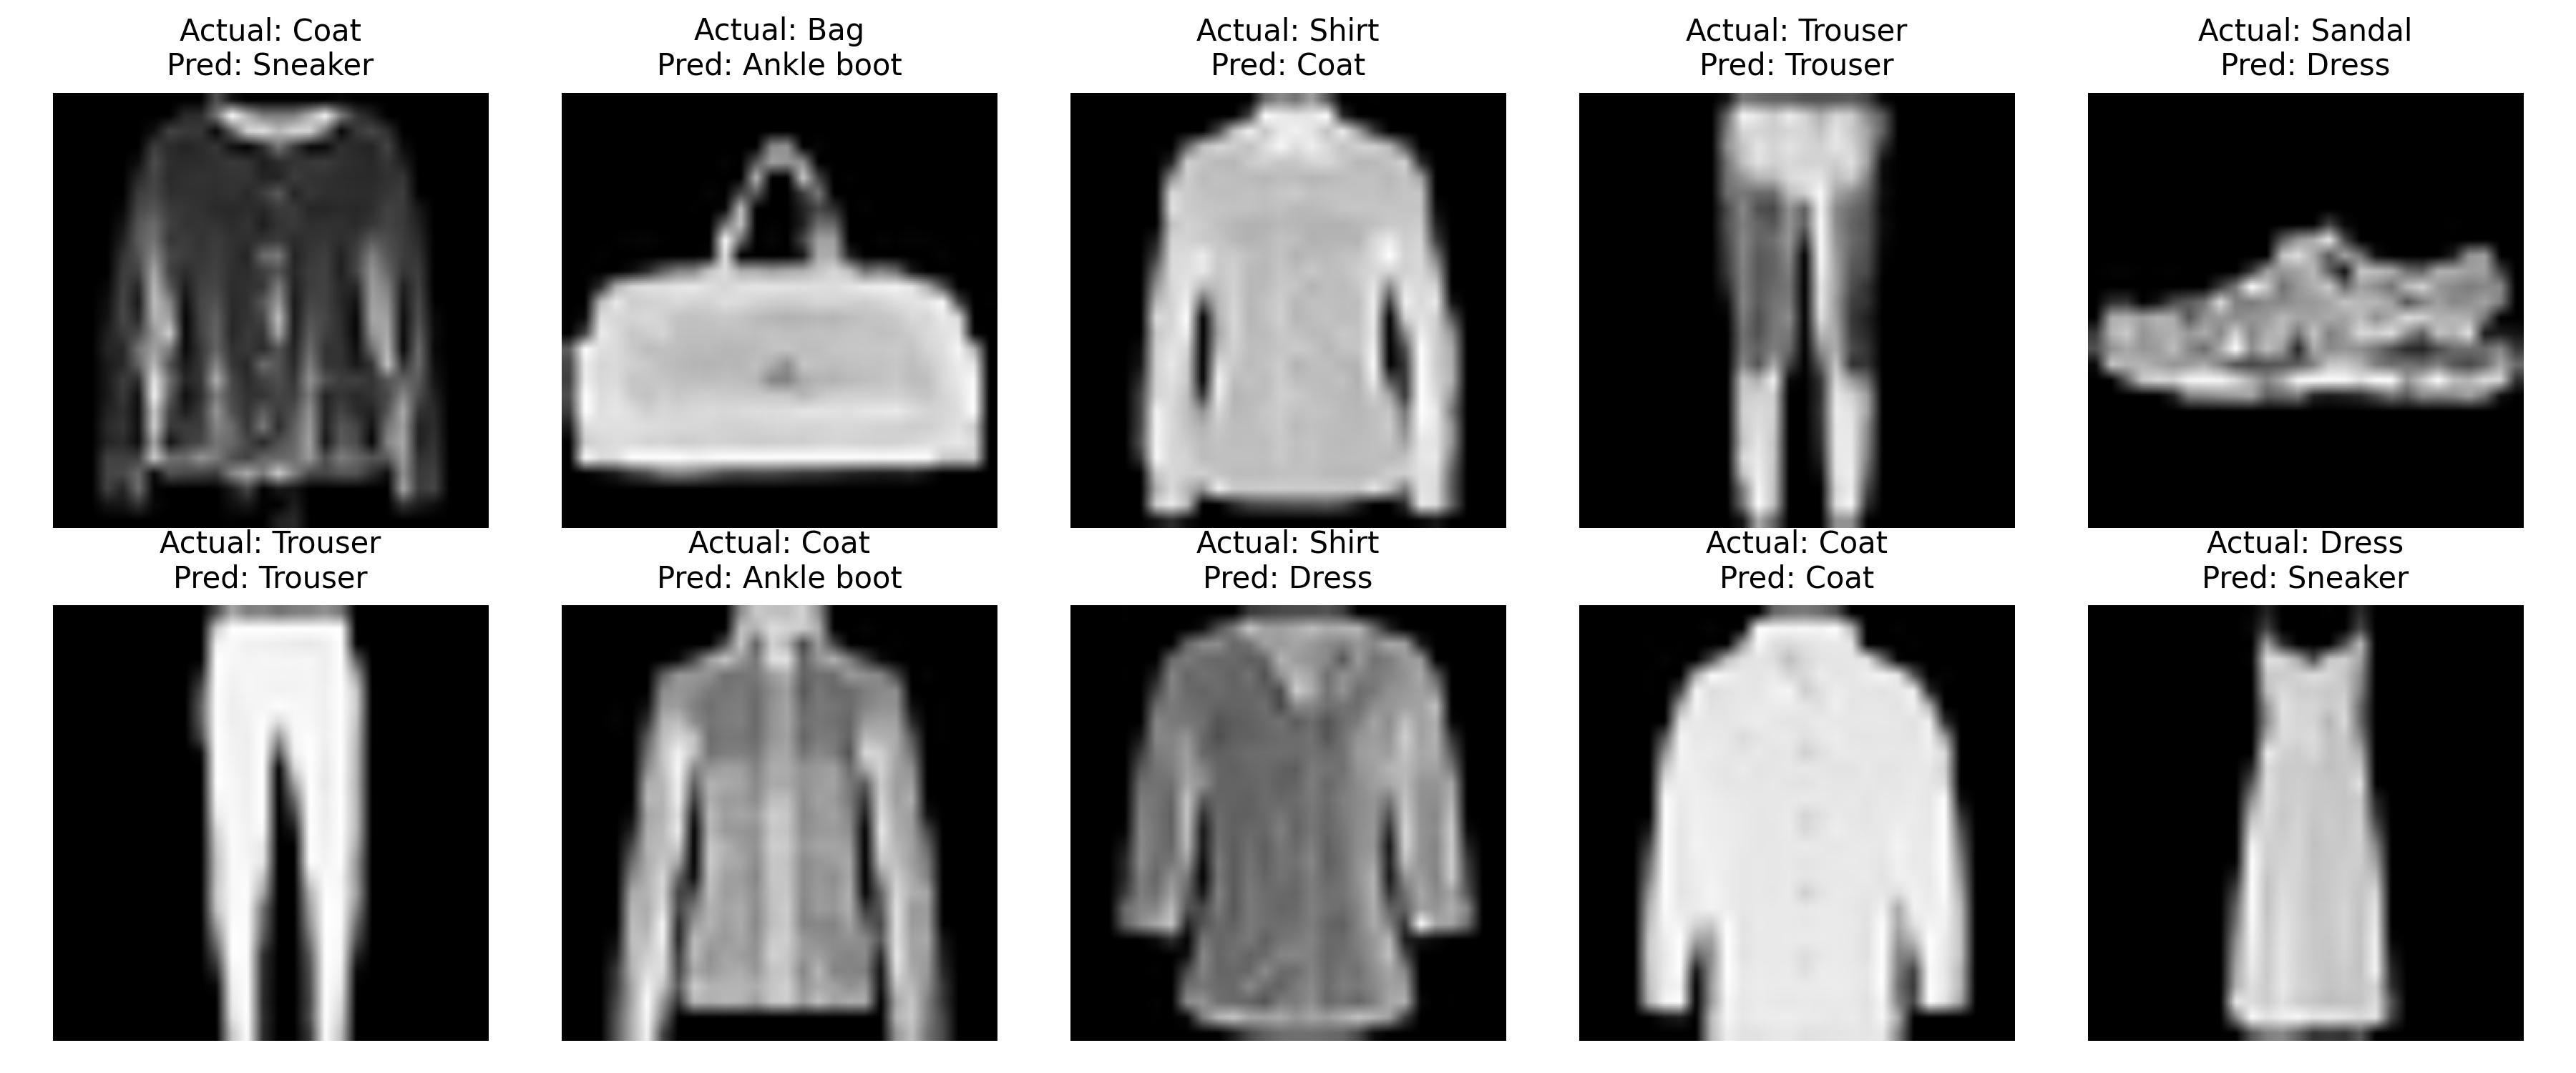 Actual: Coat
Pred: Sneaker
Actual: Bag
Pred: Ankle boot
Actual: Shirt
Pred: Coat
Actual: Trouser
Pred: Trouser
Actual: Sandal
Pred: Dress
Actual: Trouser
Pred: Trouser
Actual: Coat
Pred: Ankle boot
Actual: Shirt
Pred: Dress
Actual: Coat
Pred: Coat
Actual: Dress
Pred: Sneaker